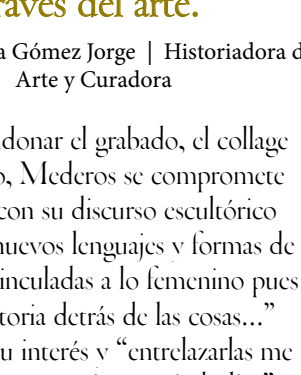 ravés del arte.
a Gómez Jorge | Historiadora d
Arte y Curadora
donar el grabado, el collage
o, Mederos se compromete
con su discurso escultórico
nuevos lenguajes y formas de
inculadas a lo femenino pues
toria detrás de las cosas...”
u interés y “entrelazarlas me